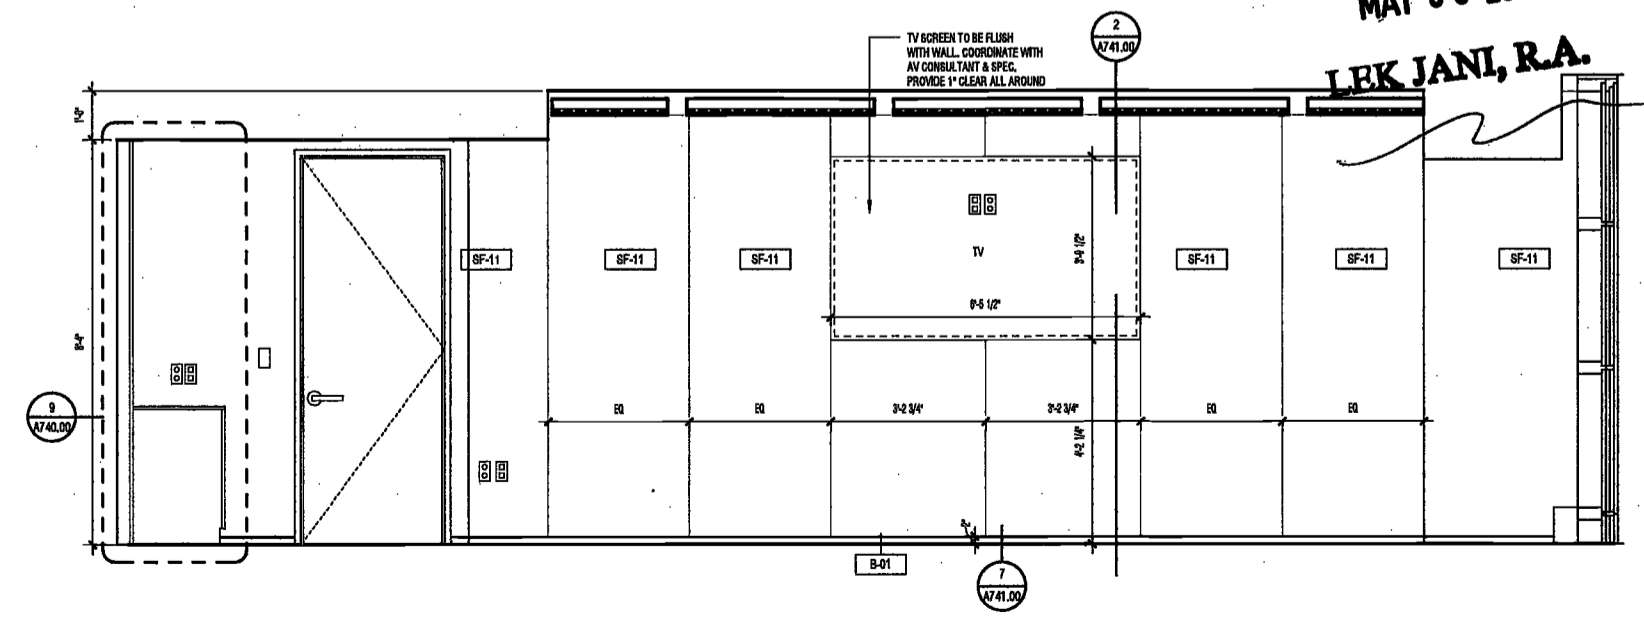 MAY
LEK JANI, R.A.
TV SCREEN TO BE FLUSH
WITH WALL. COORDINATE WITH
AV CONSULTANT & SPEC.
PROVIDE 1" CLEAR ALL AROUND
2
A741.00
1'-0"
SF-11
SF-11
SF-11
TV
3'-9 1/2"
SF-11
SF-11
SF-11
6'-5 1/2"
8'-4"
9
A740.00
EQ
EQ
3'-2 3/4"
3'-2 3/4"
EQ
EQ
4'-2 1/4"
2"
B-01
7
A741.00